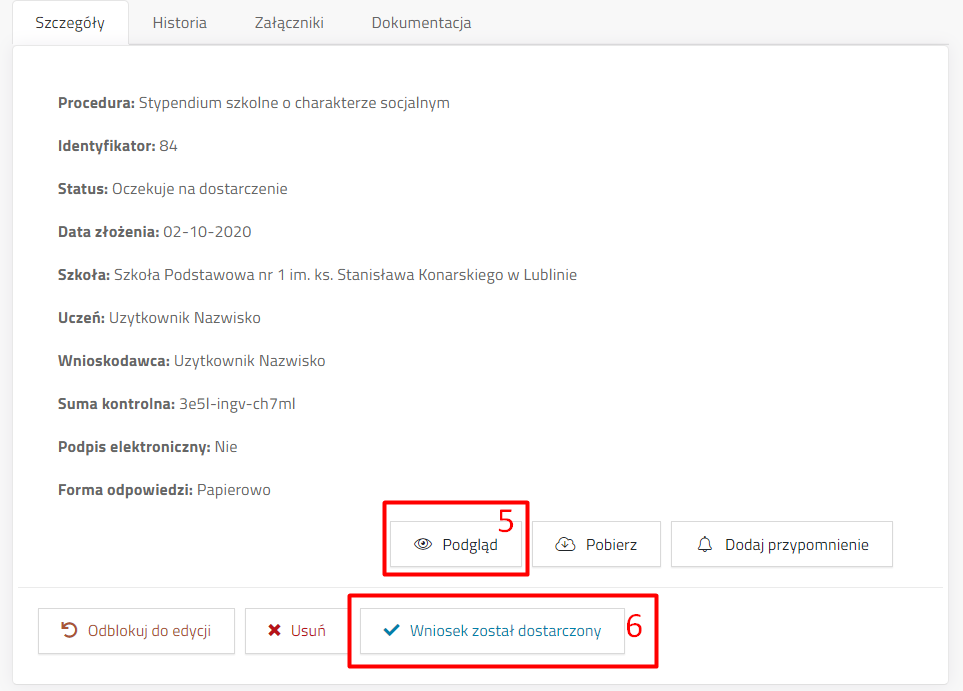 Szczegóły Historia Załączniki Dokumentacja
Procedura: Stypendium szkolne o charakterze socjalnym
Identyfikator: 84
Status: Oczekuje na dostarczenie
Data złożenia: 02-10-2020
Szkoła: Szkoła Podstawowa nr 1 im. ks. Stanisława Konarskiego w Lublinie
Uczeń: Uzytkownik Nazwisko
Wnioskodawca: Uzytkownik Nazwisko
Suma kontrolna: 3e5l-ingv-ch7ml
Podpis elektroniczny: Nie
Forma odpowiedzi: Papierowo
5
Podgląd Pobierz Dodaj przypomnienie
Odblokuj do edycji Usuń Wniosek został dostarczony 6